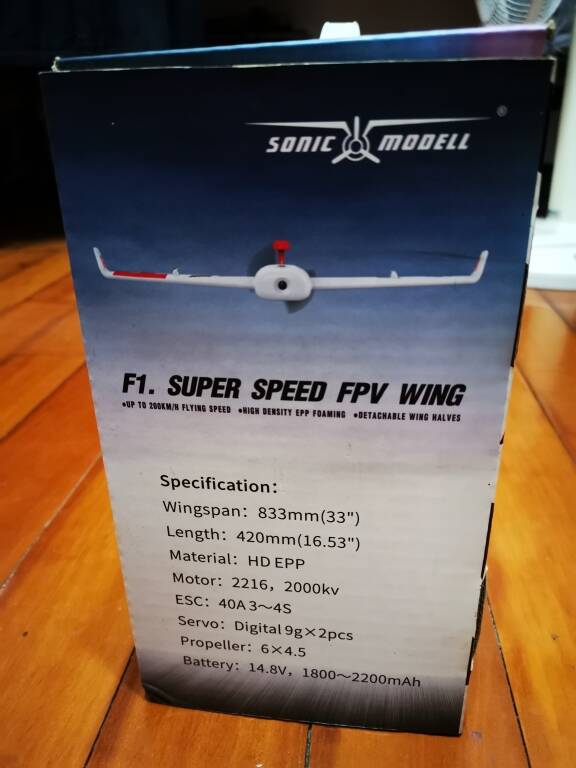 SONIC MODELL ®
F1. SUPER SPEED FPV WING
•UP TO 200KM/H FLYING SPEED •HIGH DENSITY EPP FOAMING •DETACHABLE WING HALVES
Specification:
Wingspan: 833mm(33")
Length: 420mm(16.53")
Material: HD EPP
Motor: 2216, 2000kv
ESC: 40A 3~4S
Servo: Digital 9g×2pcs
Propeller: 6×4.5
Battery: 14.8V, 1800~2200mAh